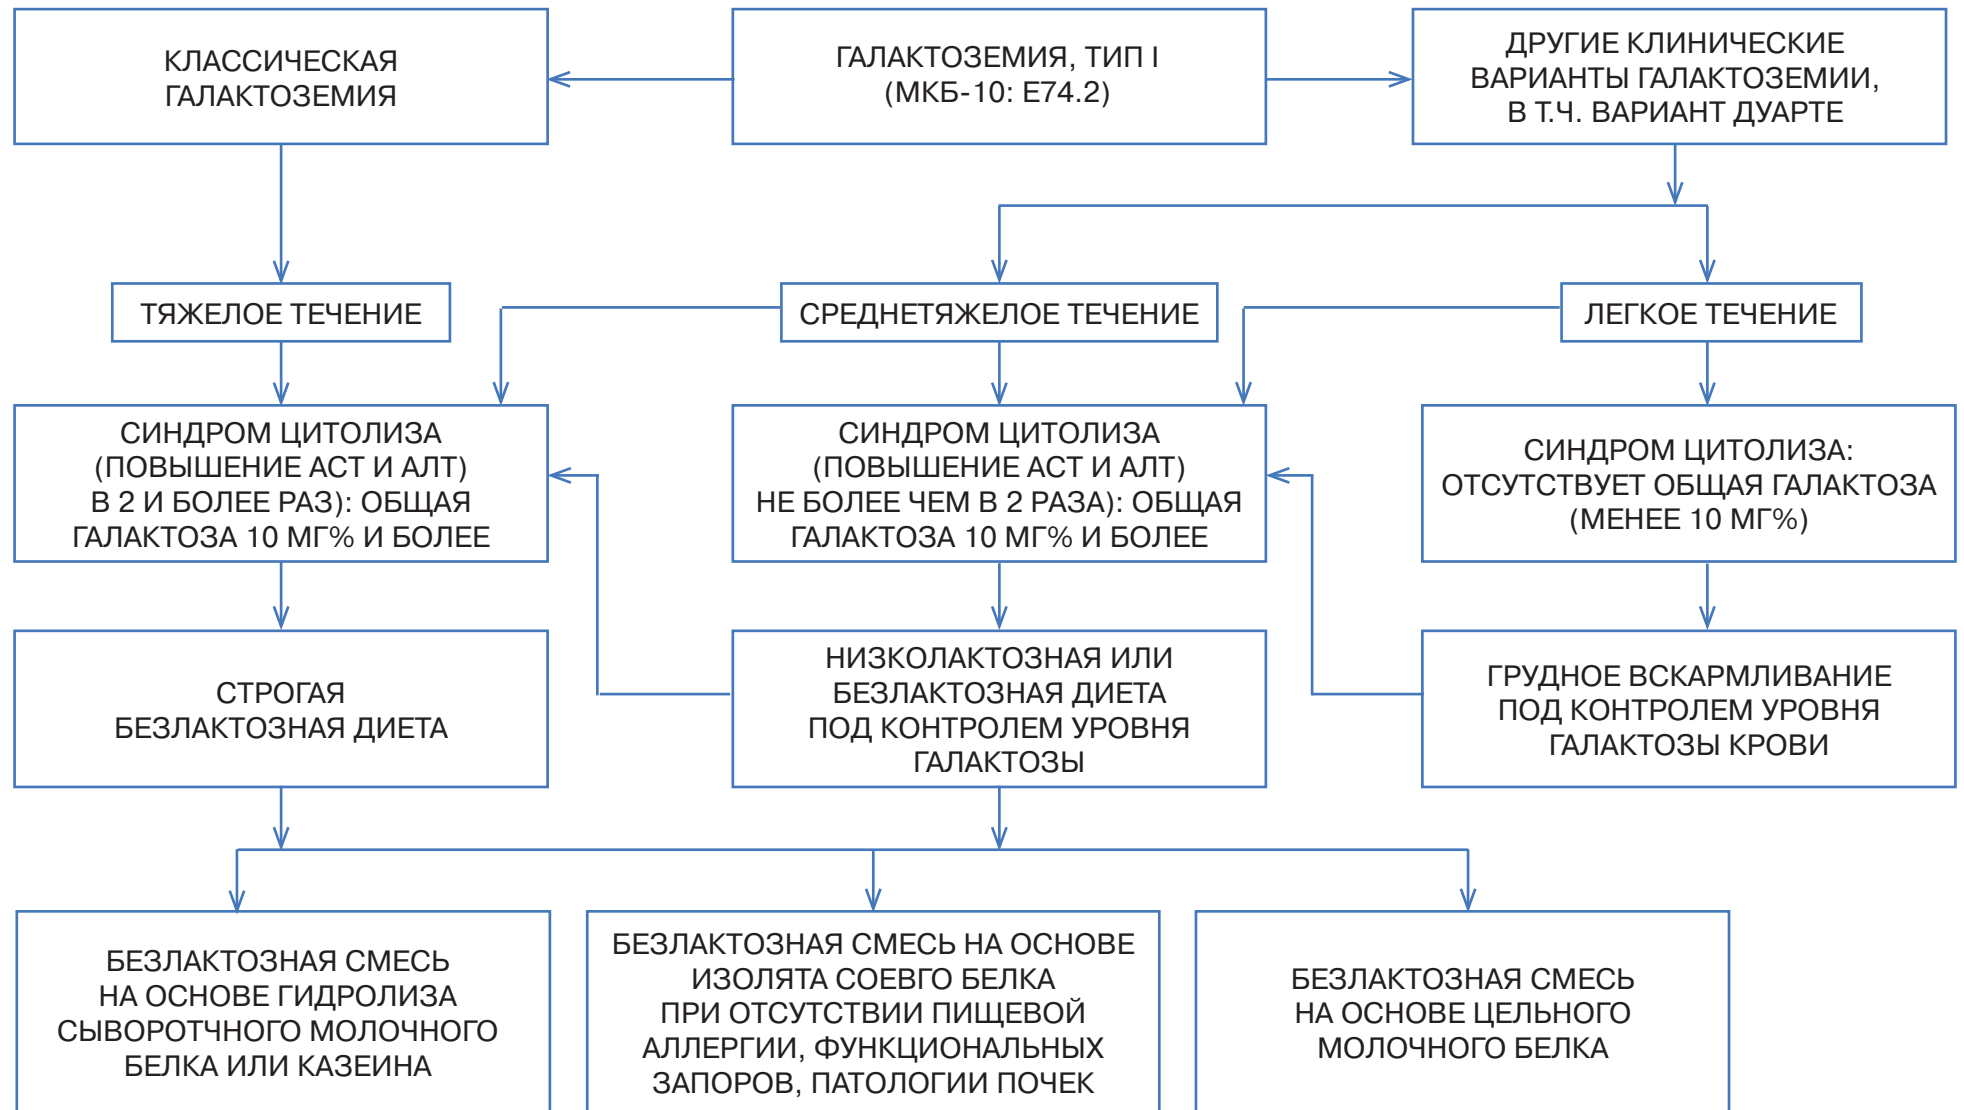 КЛАССИЧЕСКАЯ
ГАЛАКТОЗЕМИЯ
ГАЛАКТОЗЕМИЯ, ТИП I
(МКБ-10: Е74.2)
ДРУГИЕ КЛИНИЧЕСКИЕ
ВАРИАНТЫ ГАЛАКТОЗЕМИИ,
В Т.Ч. ВАРИАНТ ДУАРТЕ
ТЯЖЕЛОЕ ТЕЧЕНИЕ
СРЕДНЕТЯЖЕЛОЕ ТЕЧЕНИЕ
ЛЕГКОЕ ТЕЧЕНИЕ
СИНДРОМ ЦИТОЛИЗА
(ПОВЫШЕНИЕ АСТ И АЛТ)
В 2 И БОЛЕЕ РАЗ): ОБЩАЯ
ГАЛАКТОЗА 10 МГ% И БОЛЕЕ
СИНДРОМ ЦИТОЛИЗА
(ПОВЫШЕНИЕ АСТ И АЛТ)
НЕ БОЛЕЕ ЧЕМ В 2 РАЗА): ОБЩАЯ
ГАЛАКТОЗА 10 МГ% И БОЛЕЕ
СИНДРОМ ЦИТОЛИЗА:
ОТСУТСТВУЕТ ОБЩАЯ ГАЛАКТОЗА
(МЕНЕЕ 10 МГ%)
СТРОГАЯ
БЕЗЛАКТОЗНАЯ ДИЕТА
НИЗКОЛАКТОЗНАЯ ИЛИ
БЕЗЛАКТОЗНАЯ ДИЕТА
ПОД КОНТРОЛЕМ УРОВНЯ
ГАЛАКТОЗЫ
ГРУДНОЕ ВСКАРМЛИВАНИЕ
ПОД КОНТРОЛЕМ УРОВНЯ
ГАЛАКТОЗЫ КРОВИ
БЕЗЛАКТОЗНАЯ СМЕСЬ
НА ОСНОВЕ ГИДРОЛИЗА
СЫВОРОТЧНОГО МОЛОЧНОГО
БЕЛКА ИЛИ КАЗЕИНА
БЕЗЛАКТОЗНАЯ СМЕСЬ НА ОСНОВЕ
ИЗОЛЯТА СОЕВГО БЕЛКА
ПРИ ОТСУТСТВИИ ПИЩЕВОЙ
АЛЛЕРГИИ, ФУНКЦИОНАЛЬНЫХ
ЗАПОРОВ, ПАТОЛОГИИ ПОЧЕК
БЕЗЛАКТОЗНАЯ СМЕСЬ
НА ОСНОВЕ ЦЕЛЬНОГО
МОЛОЧНОГО БЕЛКА